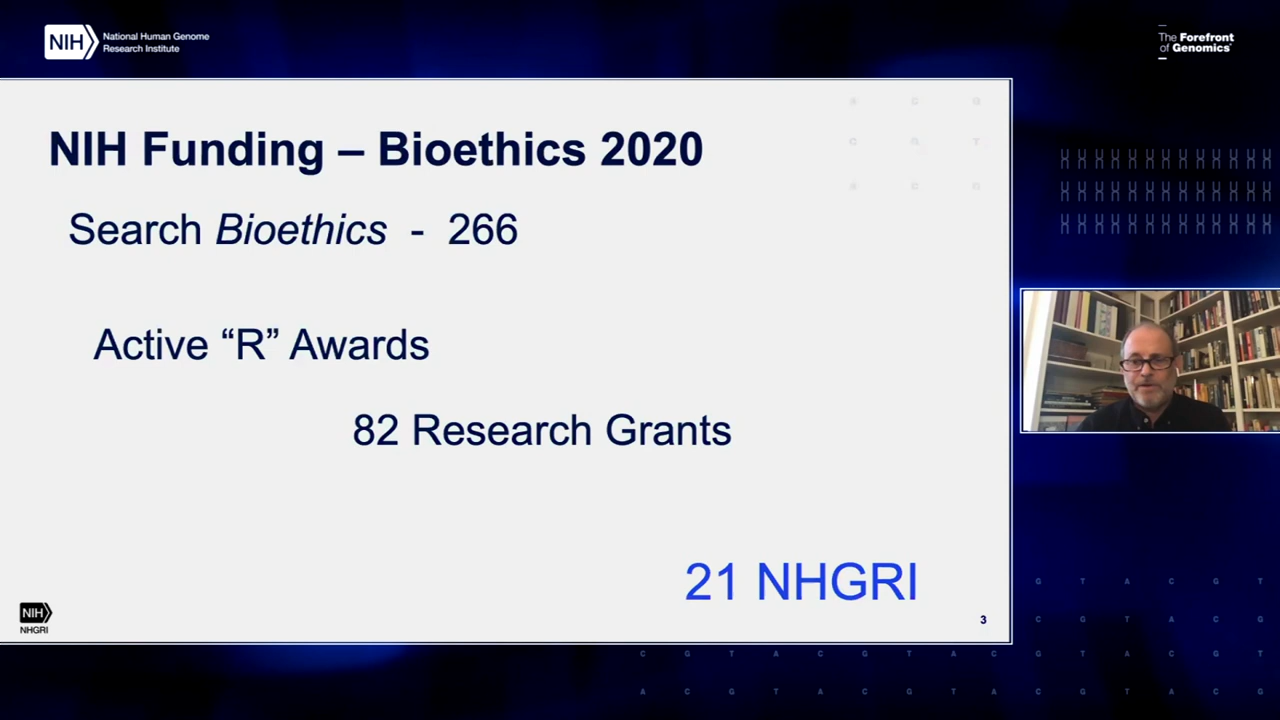 NIH
National Human Genome
Research Institute
The Forefront
of Genomics
NIH Funding – Bioethics 2020
Search Bioethics - 266
Active “R” Awards
82 Research Grants
21 NHGRI
NIH
NHGRI
3
G T A C G T
C G T A C G
C G T A C G T A C G T A C G T
A C G T A C G T A C G T A C G